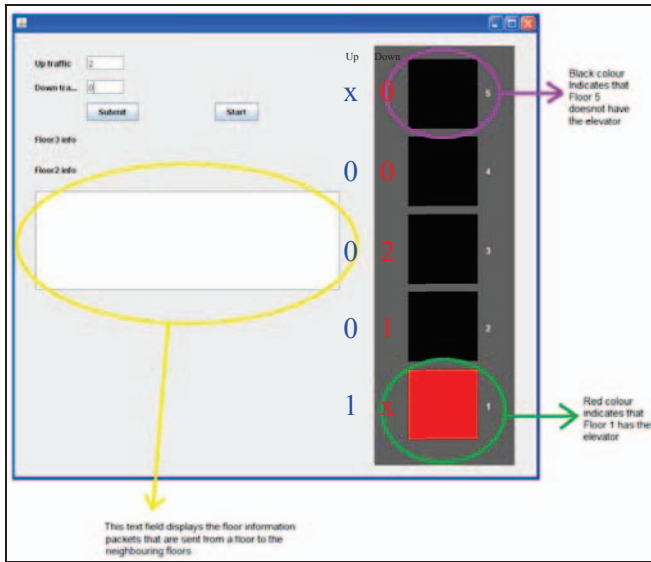 Up Down
Up traffic 2
Down tra... 0
Submit Start
Floor3 info
Floor2 info
x 0 5
0 0 4
0 2 3
0 1 2
1 x 1
Black colour
Indicates that
Floor 5
doesnot have
the elevator
Red colour
indicates that
Floor 1 has the
elevator
This text field displays the floor information
packets that are sent from a floor to the
neighbouring floors